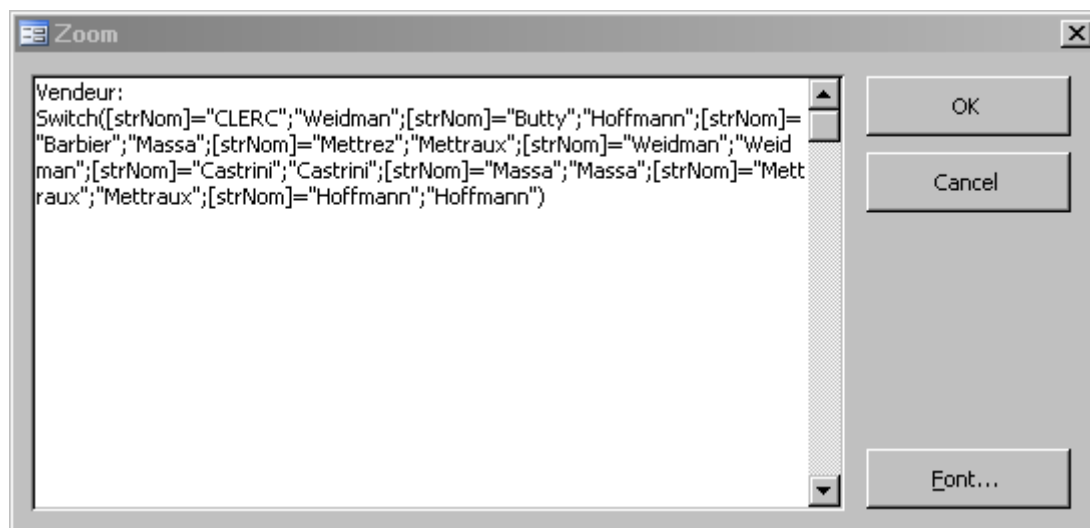 Zoom
Vendeur:
Switch([strNom]="CLERC";"Weidman";[strNom]="Butty";"Hoffmann";[strNom]=
"Barbier";"Massa";[strNom]="Mettrez";"Mettraux";[strNom]="Weidman";"Weid
man";[strNom]="Castrini";"Castrini";[strNom]="Massa";"Massa";[strNom]="Mett
raux";"Mettraux";[strNom]="Hoffmann";"Hoffmann")
OK
Cancel
Font...